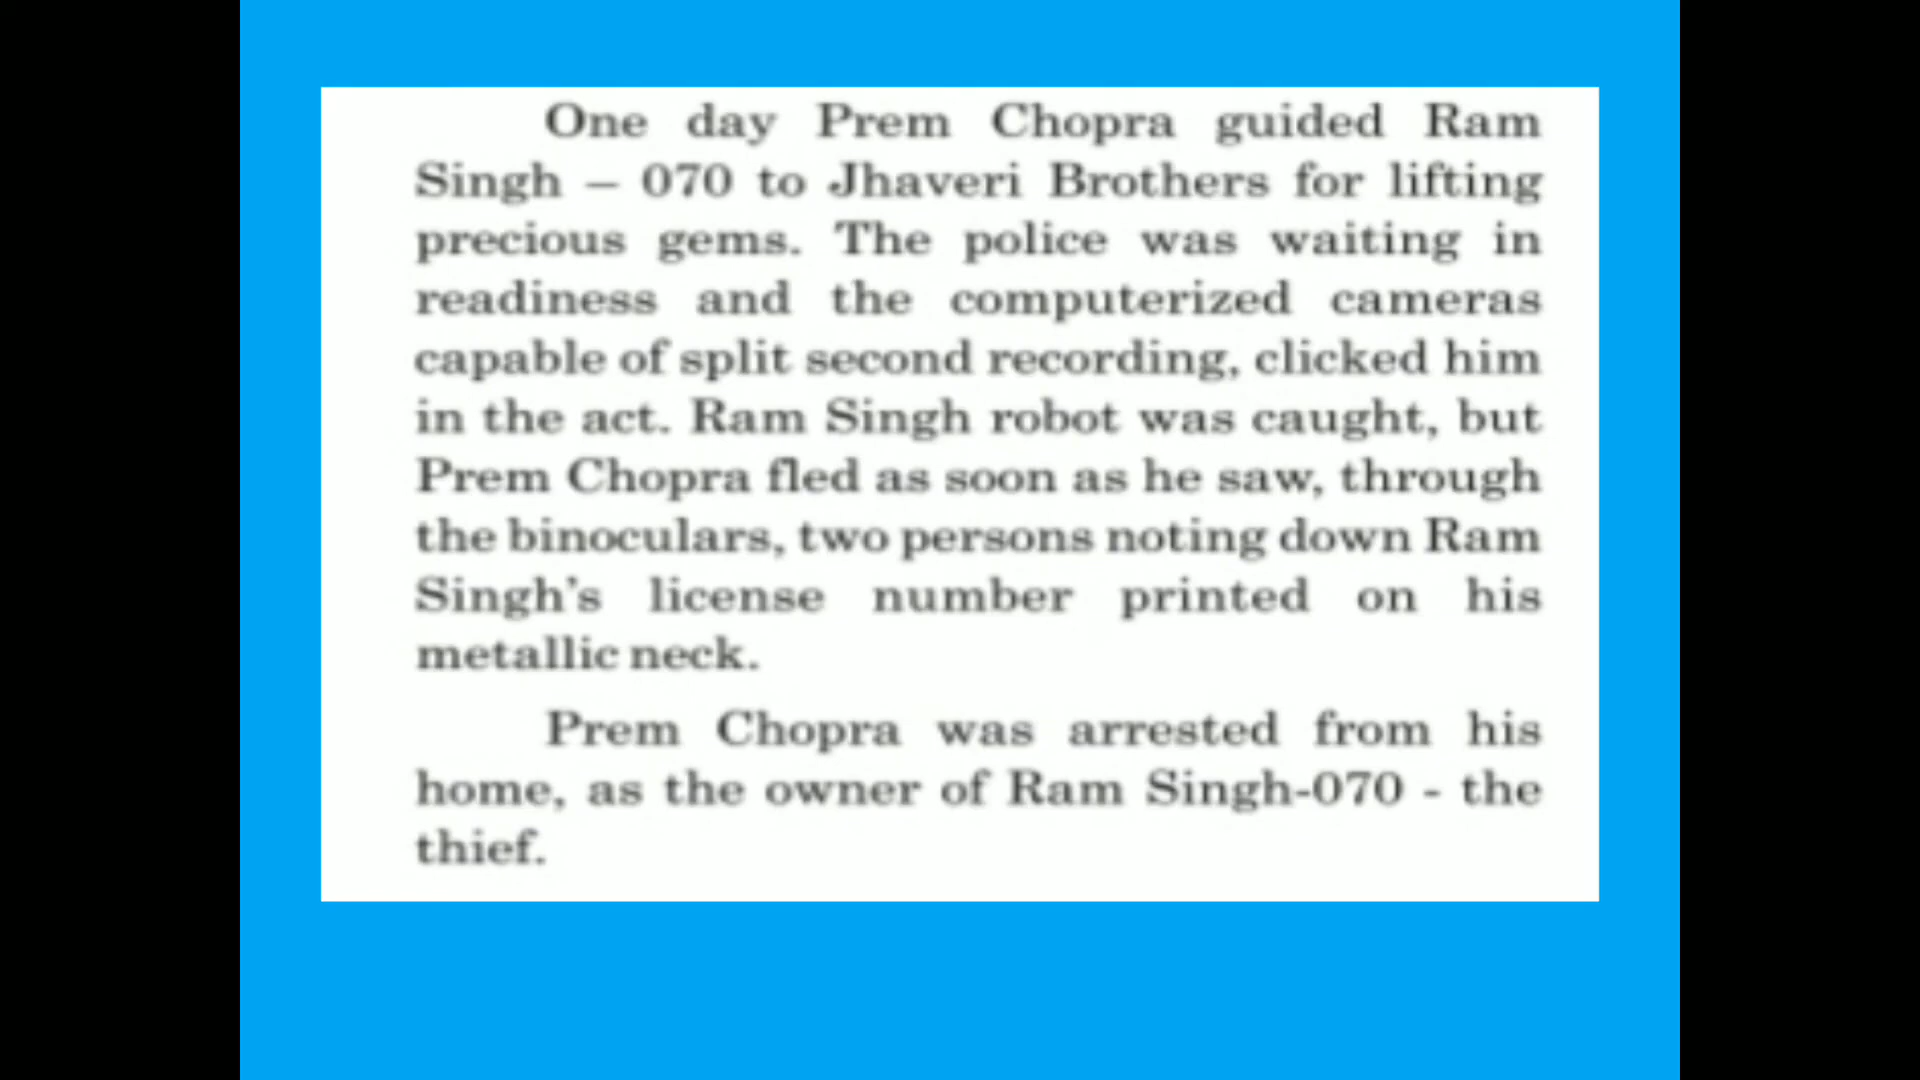 One day Prem Chopra guided Ram
Singh – 070 to Jhaveri Brothers for lifting
precious gems. The police was waiting in
readiness and the computerized cameras
capable of split second recording, clicked him
in the act. Ram Singh robot was caught, but
Prem Chopra fled as soon as he saw, through
the binoculars, two persons noting down Ram
Singh's license number printed on his
metallic neck.
Prem Chopra was arrested from his
home, as the owner of Ram Singh-070 - the
thief.